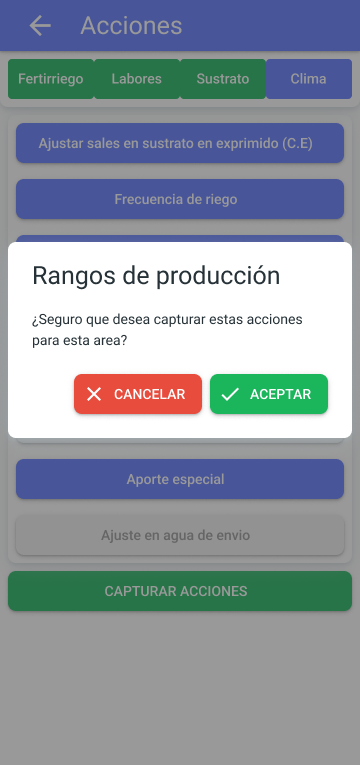 Acciones
Fertirriego
Labores
Sustrato
Clima
Ajustar sales en sustrato en exprimido (C.E)
Frecuencia de riego
Rangos de producción
¿Seguro que desea capturar estas acciones
para esta area?
CANCELAR
ACEPTAR
Aporte especial
Ajuste en agua de envio
CAPTURAR ACCIONES